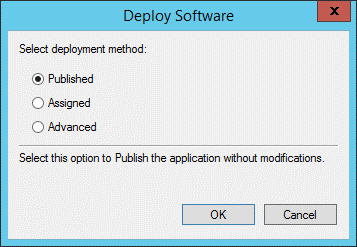 Deploy Software
x
Select deployment method:
Published
Assigned
Advanced
Select this option to Publish the application without modifications.
OK
Cancel